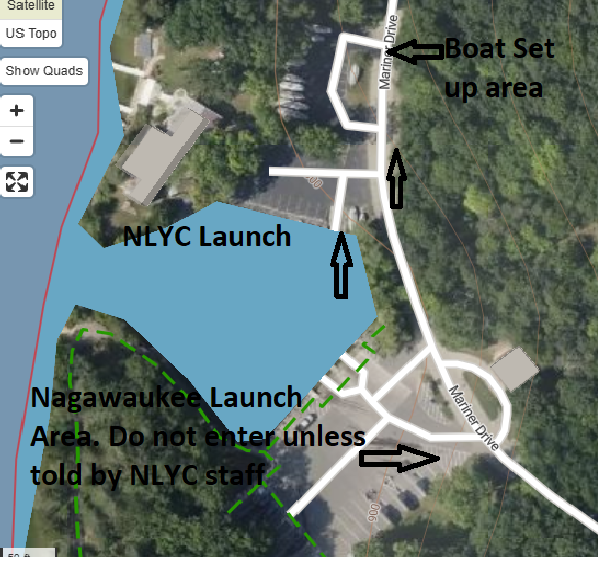 Satellite
US Topo
Show Quads
+
−
Mariner Drive
Boat Set
up area
900
NLYC Launch
Nagawaukee Launch
Area. Do not enter unless
told by NLYC staff
Mariner Drive
900